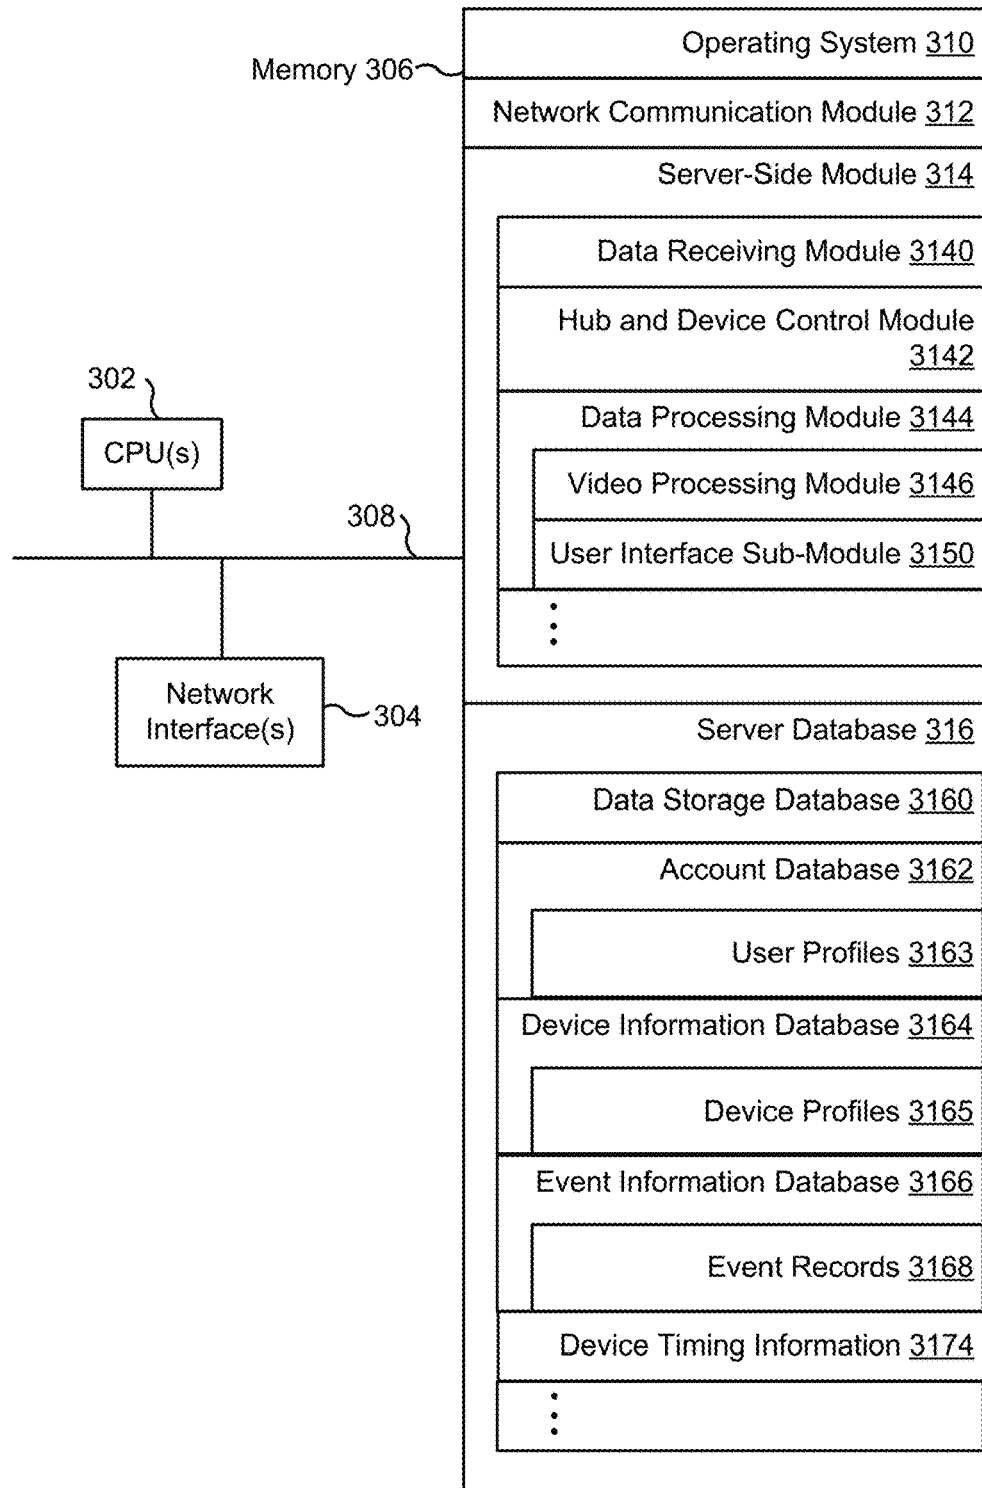 Operating System 310
Memory 306
Network Communication Module 312
Server-Side Module 314
Data Receiving Module 3140
Hub and Device Control Module
3142
302
CPU(s)
Data Processing Module 3144
Video Processing Module 3146
308
User Interface Sub-Module 3150
Network
Interface(s)
304
Server Database 316
Data Storage Database 3160
Account Database 3162
User Profiles 3163
Device Information Database 3164
Device Profiles 3165
Event Information Database 3166
Event Records 3168
Device Timing Information 3174